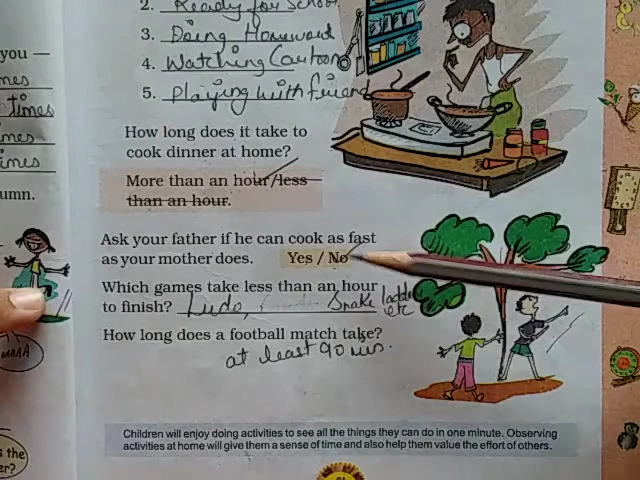 you —
2. Ready for School
mes
3. Doing Homework
times
4. Watching Cartoon
imes
5. Playing with friend
imes
umn.
How long does it take to
cook dinner at home?
More than an hour/less
than an hour.
Ask your father if he can cook as fast
as your mother does. Yes / No
Which games take less than an hour
to finish? Ludo, Snake ladder
etc
How long does a football match take?
at least 90 mis.
s the
er?
Children will enjoy doing activities to see all the things they can do in one minute. Observing
activities at home will give them a sense of time and also help them value the effort of others.